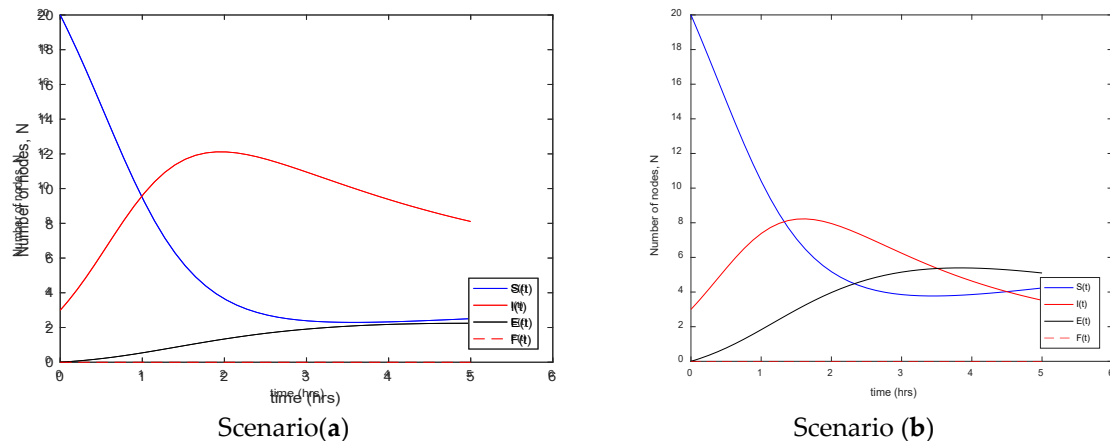 20
18
16
14
12
10
8
6
4
2
0
Number of nodes, N
0 1 2 3 4 5 6
time (hrs)
S(t)
I(t)
E(t)
F(t)
Scenario(a)
20
18
16
14
12
10
8
6
4
2
0
Number of nodes, N
0 1 2 3 4 5 6
time (hrs)
S(t)
I(t)
E(t)
F(t)
Scenario (b)